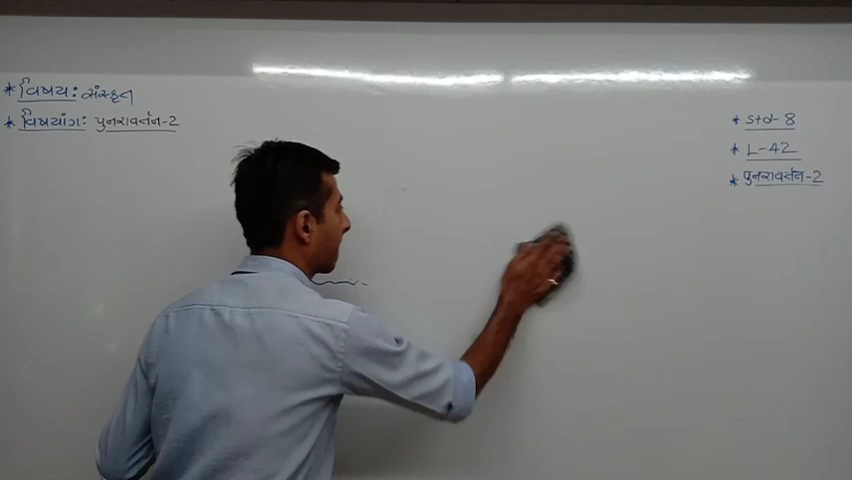 * વિષય: સંસ્કૃત
* વિષયાંગ: પુનરાવર્તન-2
* Std- 8
* L-42
* પુનરાવર્તન-2